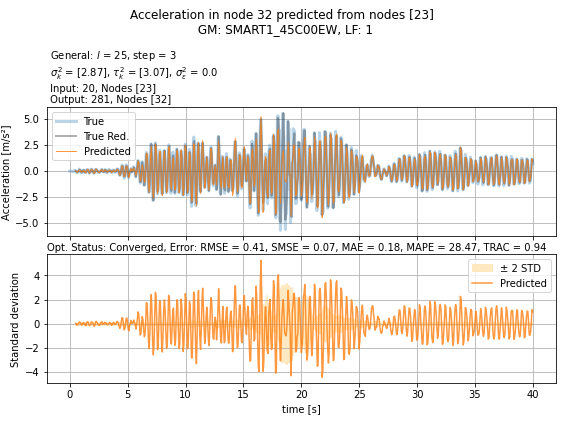 Acceleration in node 32 predicted from nodes [23]
GM: SMART1_45C00EW, LF: 1
General: l = 25, step = 3
σ²ₖ = [2.87], τ²ₖ = [3.07], σ²ε = 0.0
Input: 20, Nodes [23]
Output: 281, Nodes [32]
Acceleration [m/s²]
5.0
2.5
0.0
−2.5
−5.0
True
True Red.
Predicted
Opt. Status: Converged, Error: RMSE = 0.41, SMSE = 0.07, MAE = 0.18, MAPE = 28.47, TRAC = 0.94
Standard deviation
4
2
0
−2
−4
± 2 STD
Predicted
0 5 10 15 20 25 30 35 40
time [s]